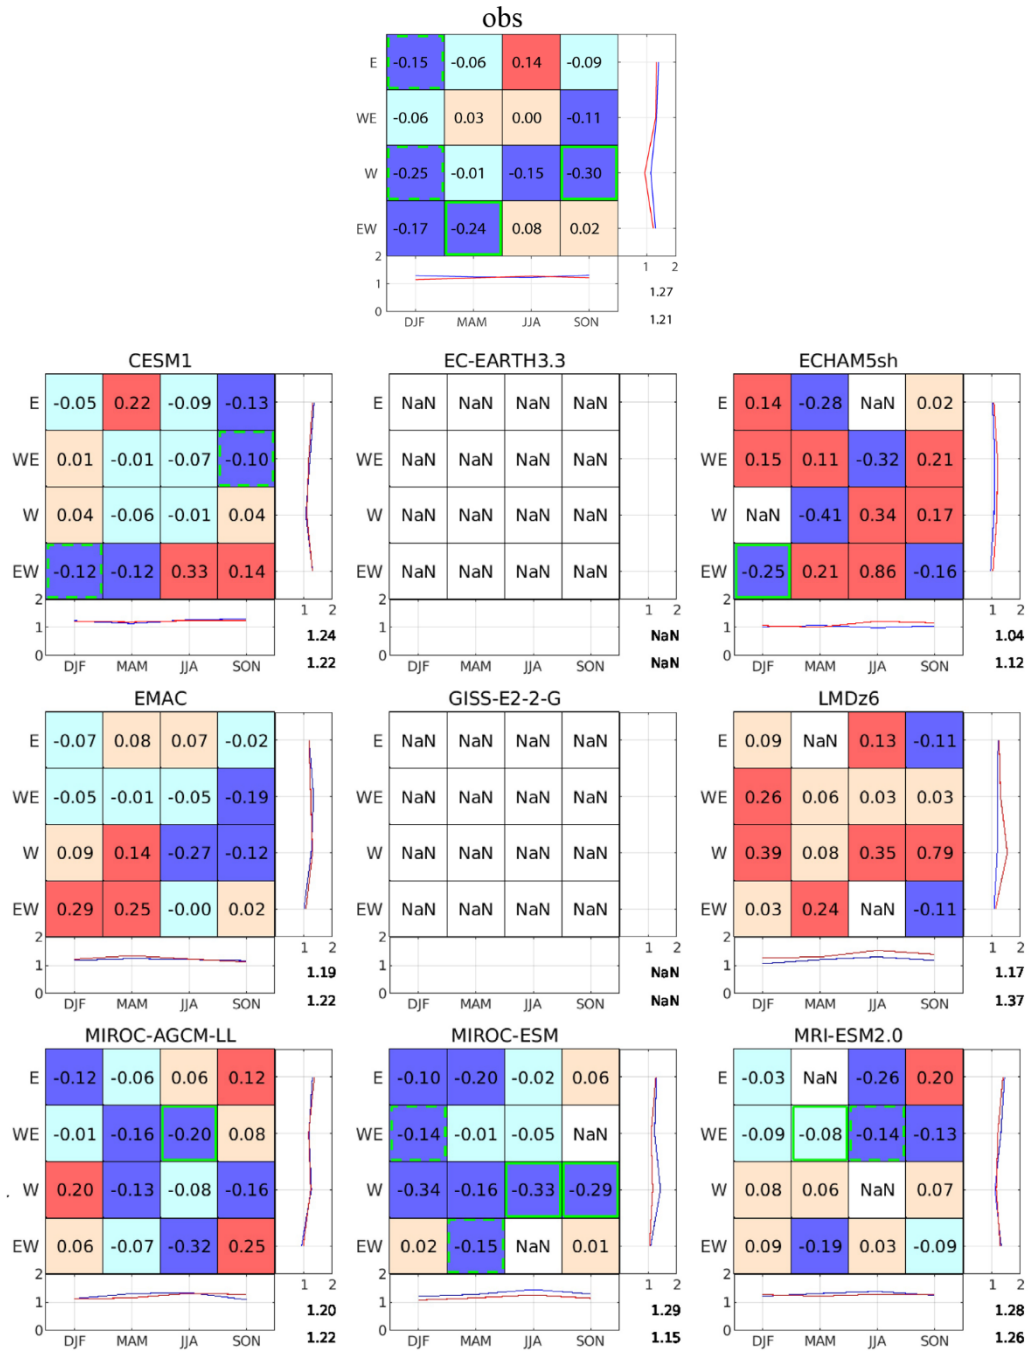 obs
E -0.15 -0.06 0.14 -0.09
WE -0.06 0.03 0.00 -0.11
W -0.25 -0.01 -0.15 -0.30
EW -0.17 -0.24 0.08 0.02
2 1 2
1 1.27
0 1.21
DJF MAM JJA SON
CESM1 EC-EARTH3.3 ECHAM5sh
E -0.05 0.22 -0.09 -0.13 NaN NaN NaN NaN E 0.14 -0.28 NaN 0.02
WE 0.01 -0.01 -0.07 -0.10 NaN NaN NaN NaN WE 0.15 0.11 -0.32 0.21
W 0.04 -0.06 -0.01 0.04 NaN NaN NaN NaN W NaN -0.41 0.34 0.17
EW -0.12 -0.12 0.33 0.14 NaN NaN NaN NaN EW -0.25 0.21 0.86 -0.16
2 1 2 1 2 2 1 2
1 1.24 NaN 1 1.04
0 1.22 0 NaN 0 1.12
DJF MAM JJA SON DJF MAM JJA SON DJF MAM JJA SON
EMAC GISS-E2-2-G LMDz6
E -0.07 0.08 0.07 -0.02 NaN NaN NaN NaN E 0.09 NaN 0.13 -0.11
WE -0.05 -0.01 -0.05 -0.19 NaN NaN NaN NaN WE 0.26 0.06 0.03 0.03
W 0.09 0.14 -0.27 -0.12 NaN NaN NaN NaN W 0.39 0.08 0.35 0.79
EW 0.29 0.25 -0.00 0.02 NaN NaN NaN NaN EW 0.03 0.24 NaN -0.11
2 1 2 1 2 2 1 2
1 1.19 NaN 1 1.17
0 1.22 0 NaN 0 1.37
DJF MAM JJA SON DJF MAM JJA SON DJF MAM JJA SON
MIROC-AGCM-LL MIROC-ESM MRI-ESM2.0
E -0.12 -0.06 0.06 0.12 E -0.10 -0.20 -0.02 0.06 E -0.03 NaN -0.26 0.20
WE -0.01 -0.16 -0.20 0.08 WE -0.14 -0.01 -0.05 NaN WE -0.09 -0.08 -0.14 -0.13
W 0.20 -0.13 -0.08 -0.16 W -0.34 -0.16 -0.33 -0.29 W 0.08 0.06 NaN 0.07
EW 0.06 -0.07 -0.32 0.25 EW 0.02 -0.15 NaN 0.01 EW 0.09 -0.19 0.03 -0.09
2 1 2 2 1 2 2 1 2
1 1.20 1 1.29 1 1.28
0 1.22 0 1.15 0 1.26
DJF MAM JJA SON DJF MAM JJA SON DJF MAM JJA SON